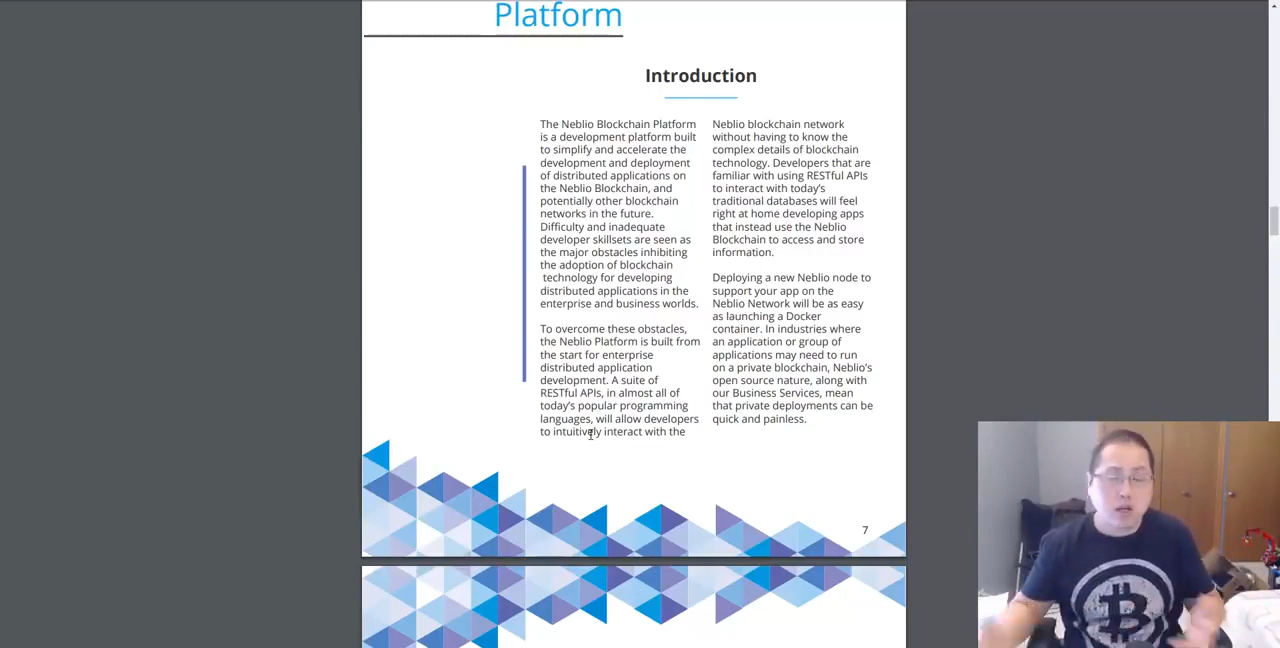 Platform
Introduction
The Neblio Blockchain Platform
is a development platform built
to simplify and accelerate the
development and deployment
of distributed applications on
the Neblio Blockchain, and
potentially other blockchain
networks in the future.
Difficulty and inadequate
developer skillsets are seen as
the major obstacles inhibiting
the adoption of blockchain
technology for developing
distributed applications in the
enterprise and business worlds.
To overcome these obstacles,
the Neblio Platform is built from
the start for enterprise
distributed application
development. A suite of
RESTful APIs, in almost all of
today's popular programming
languages, will allow developers
to intuitively interact with the
Neblio blockchain network
without having to know the
complex details of blockchain
technology. Developers that are
familiar with using RESTful APIs
to interact with today's
traditional databases will feel
right at home developing apps
that instead use the Neblio
Blockchain to access and store
information.
Deploying a new Neblio node to
support your app on the
Neblio Network will be as easy
as launching a Docker
container. In industries where
an application or group of
applications may need to run
on a private blockchain, Neblio's
open source nature, along with
our Business Services, mean
that private deployments can be
quick and painless.
7